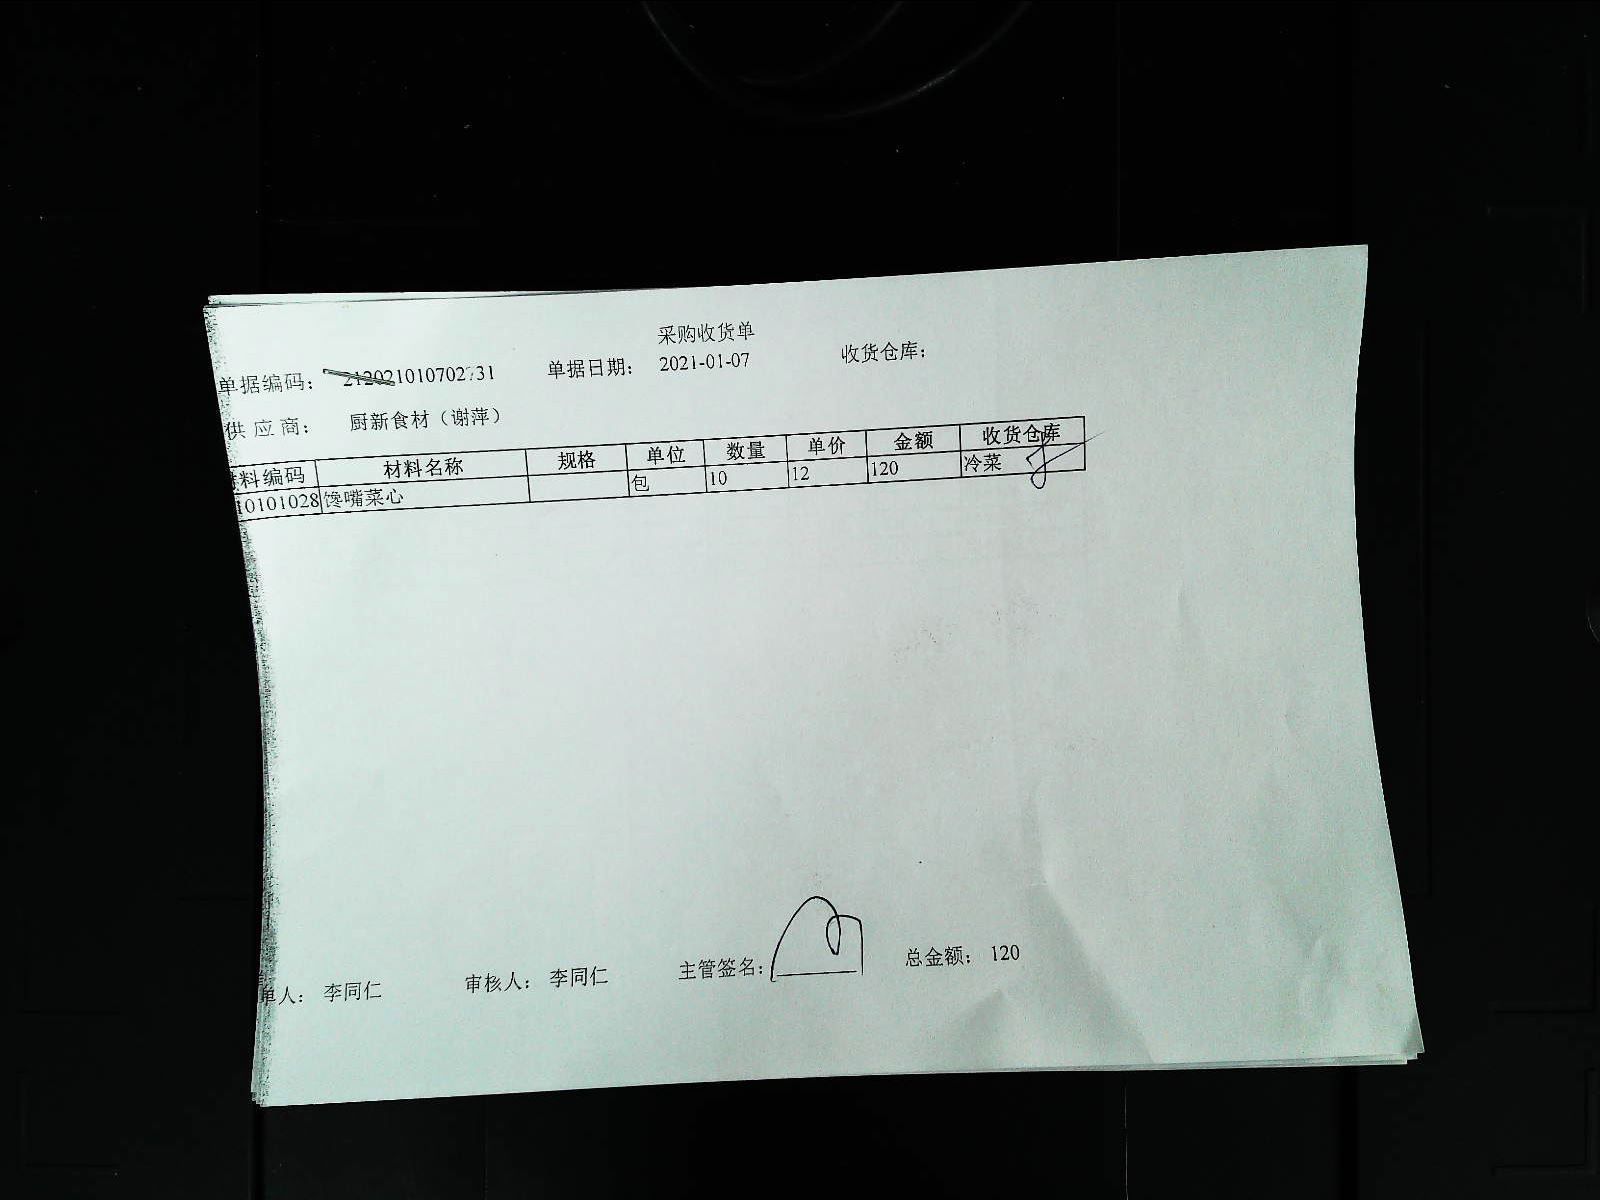 采购收货单
单据编码： 212021010702731 单据日期： 2021-01-07 收货仓库：
供应商： 厨新食材（谢萍）
料编码 材料名称 规格 单位 数量 单价 金额 收货仓库
10101028 馋嘴菜心 包 10 12 120 冷菜
单人： 李同仁 审核人： 李同仁 主管签名： 总金额： 120